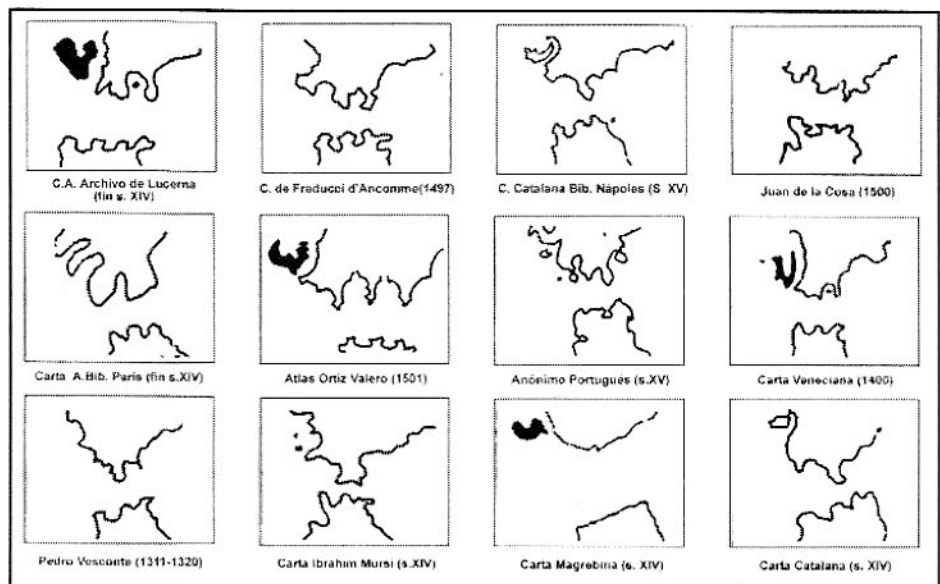 C.A. Archivo de Lucerna
(fin s. XIV)
C. de Freducci d'Ancomme(1497)
C. Catalana Bib. Nápoles (S XV)
Juan de la Cosa (1500)
Carta A.Bib. Paris (fin s.XIV)
Atlas Ortiz Valero (1501)
Anónimo Portugués (s.XV)
Carta Veneciana (1400)
Pedro Vesconte (1311-1320)
Carta Ibrahim Mursi (s.XIV)
Carta Magrebina (s. XIV)
Carta Catalana (s. XIV)